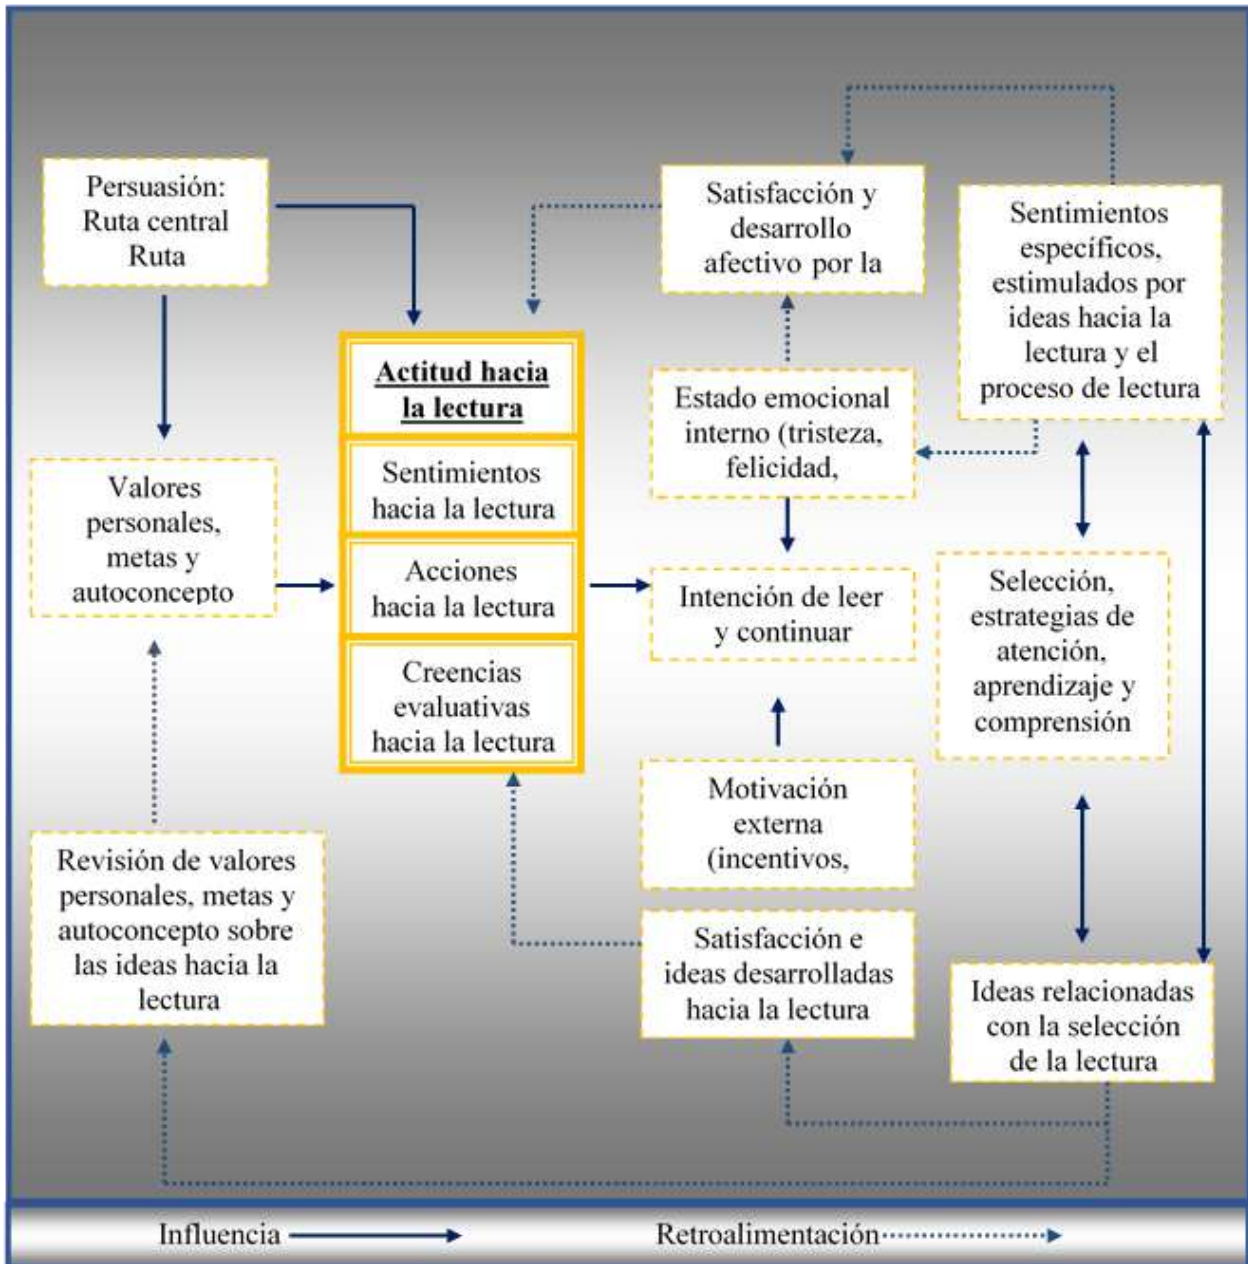 Persuasión:
Ruta central
Ruta
Valores
personales,
metas y
autoconcepto
Revisión de valores
personales, metas y
autoconcepto sobre
las ideas hacia la
lectura
Actitud hacia
la lectura
Sentimientos
hacia la lectura
Acciones
hacia la lectura
Creencias
evaluativas
hacia la lectura
Satisfacción y
desarrollo
afectivo por la
Estado emocional
interno (tristeza,
felicidad,
Intención de leer
y continuar
Motivación
externa
(incentivos,
Satisfacción e
ideas desarrolladas
hacia la lectura
Sentimientos
específicos,
estimulados por
ideas hacia la
lectura y el
proceso de lectura
Selección,
estrategias de
atención,
aprendizaje y
comprensión
Ideas relacionadas
con la selección
de la lectura
Influencia
Retroalimentación